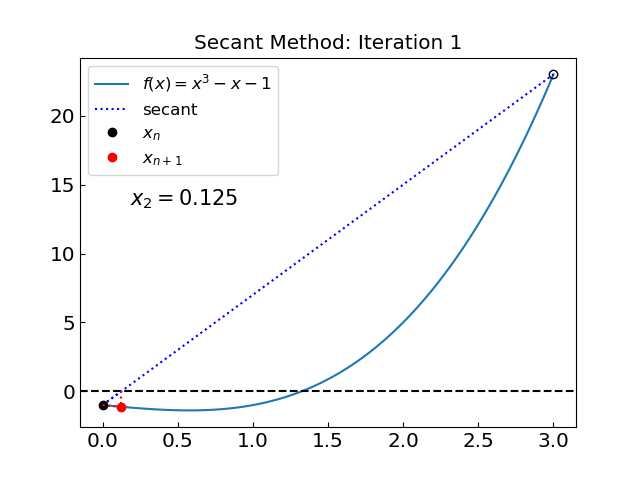 Secant Method: Iteration 1
f(x) = x³ − x − 1
secant
xₙ
xₙ₊₁
x₂ = 0.125
20
15
10
5
0
0.0 0.5 1.0 1.5 2.0 2.5 3.0